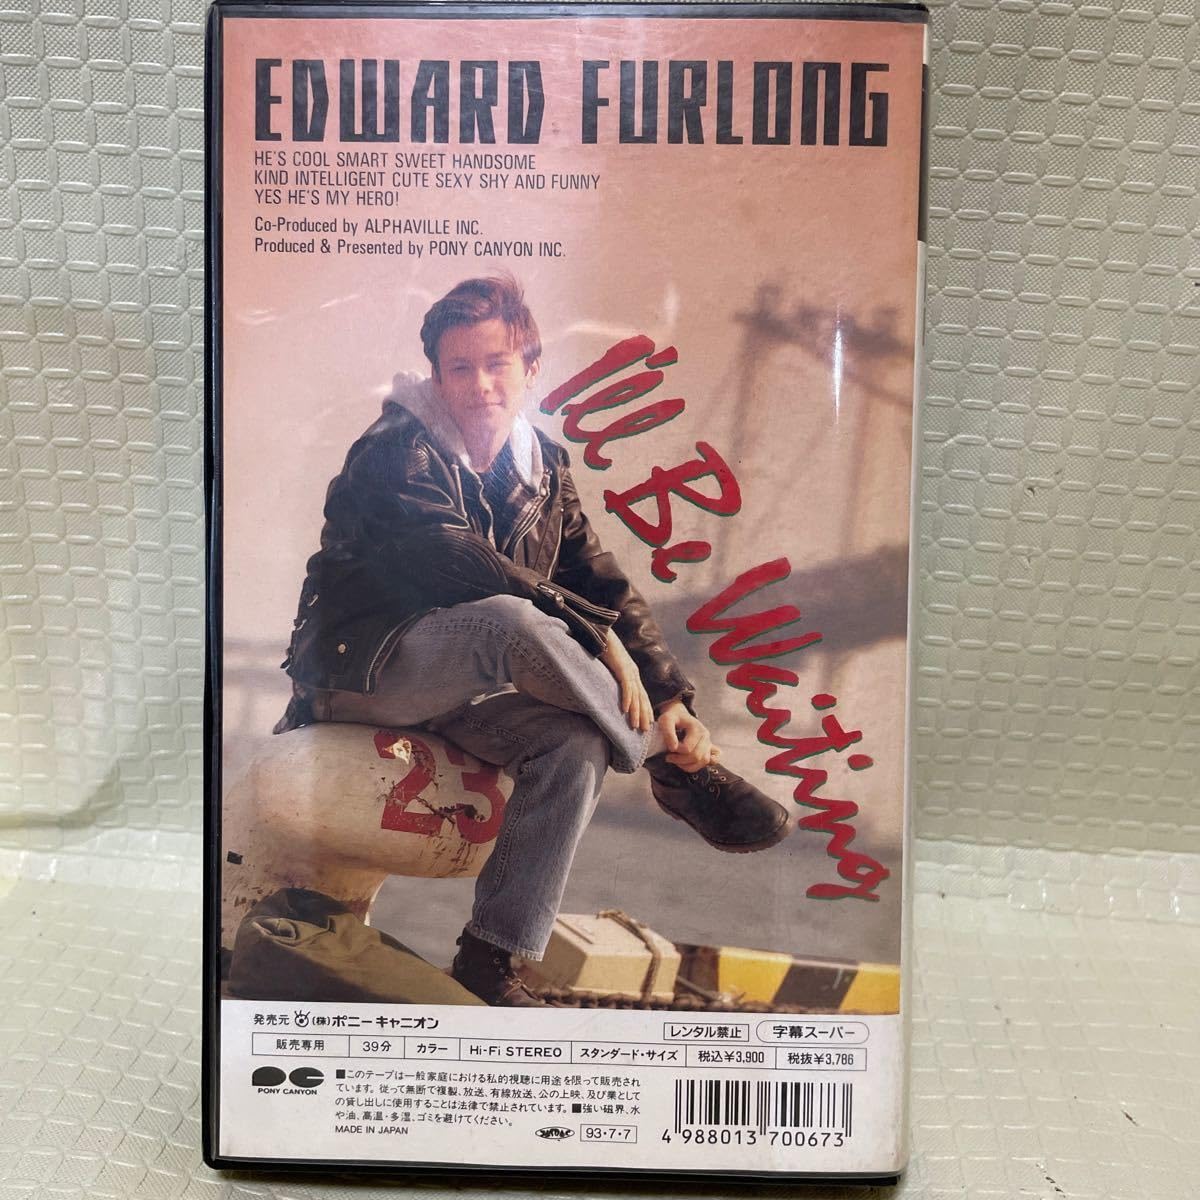 EDWARD FURLONG
HE'S COOL SMART SWEET HANDSOME
KIND INTELLIGENT CUTE SEXY SHY AND FUNNY
YES HE'S MY HERO!
Co-Produced by ALPHAVILLE INC.
Produced & Presented by PONY CANYON INC.
I'll Be Waiting
23
発売元 (株)ポニーキャニオン
レンタル禁止 字幕スーパー
販売専用 39分 カラー Hi-Fi STEREO スタンダード・サイズ 税込¥3,900 税抜¥3,786
PONY CANYON
■このテープは一般家庭における私的視聴に用途を限って販売され
ています。従って無断で複製、放送、有線放送、公の上映、及び業として
の貸し出しに使用することは法律で禁止されています。■強い磁界、水
や油、高温・多湿、ゴミを避けてください。
MADE IN JAPAN
93・7・7
4 988013 700673